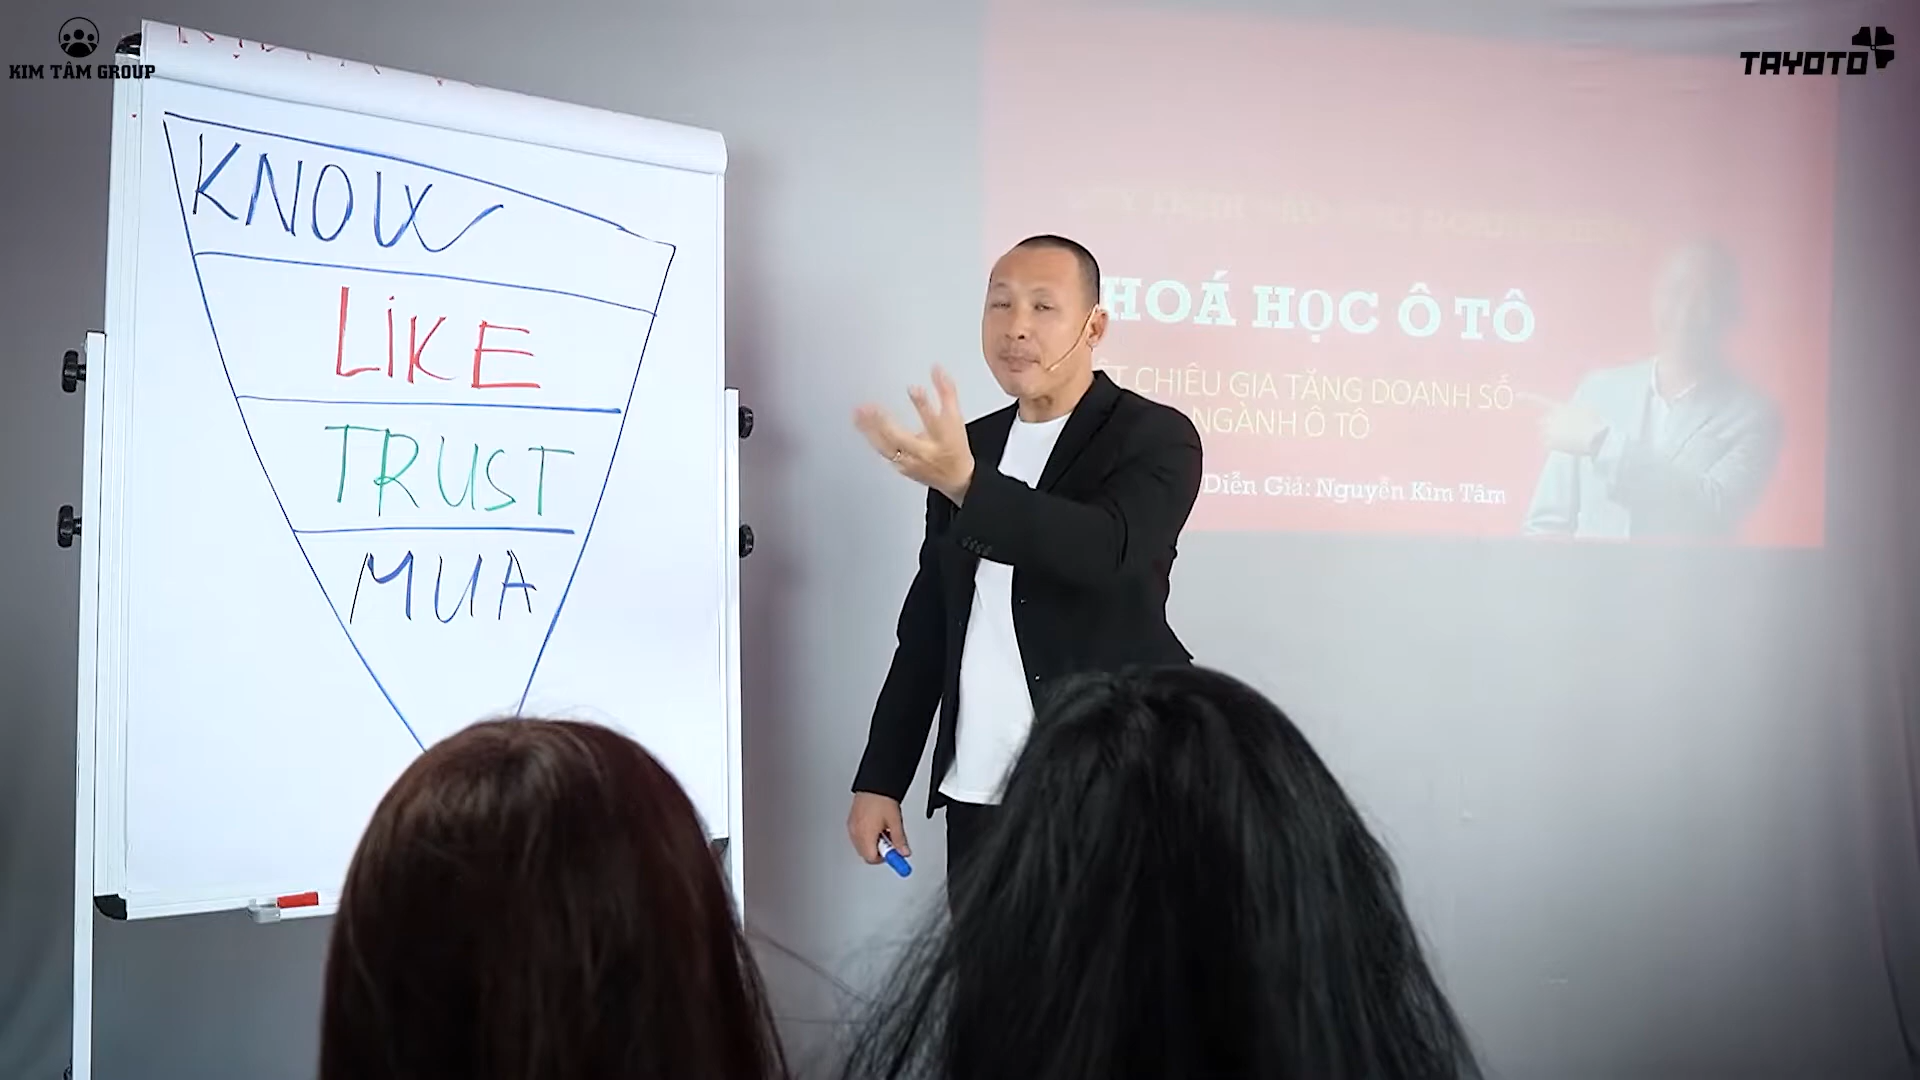 KIM TÂM GROUP
TAYOTO
KNOW
LIKE
TRUST
MUA
HOÁ HỌC Ô TÔ
CHIÊU GIA TĂNG DOANH SỐ
NGÀNH Ô TÔ
Diễn Giả: Nguyễn Kim Tâm